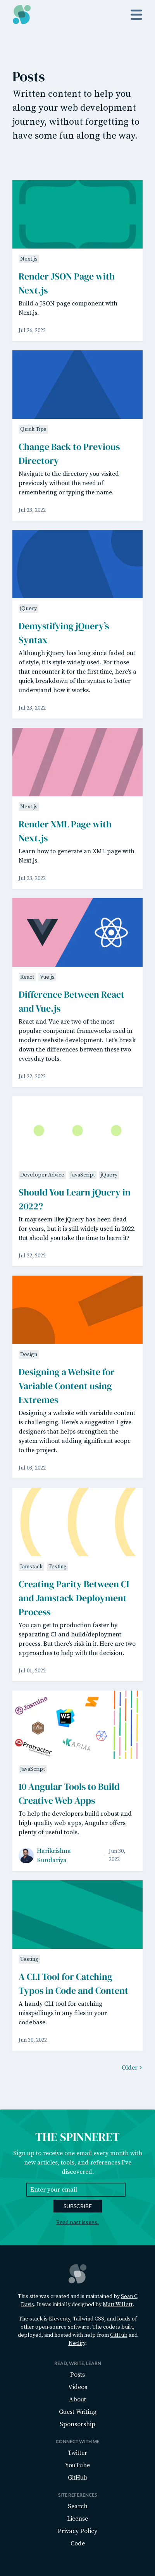 Posts
Written content to help you
along your web development
journey, without forgetting to
have some fun along the way.
Next.js
Render JSON Page with
Next.js
Build a JSON page component with
Next.js.
Jul 26, 2022
Quick Tips
Change Back to Previous
Directory
Navigate to the directory you visited
previously without the need of
remembering or typing the name.
Jul 23, 2022
jQuery
Demystifying jQuery's
Syntax
Although jQuery has long since faded out
of style, it is style widely used. For those
that encounter it for the first time, here's a
quick breakdown of the syntax to better
understand how it works.
Jul 23, 2022
Next.js
Render XML Page with
Next.js
Learn how to generate an XML page with
Next.js.
Jul 23, 2022
React
Vue.js
Difference Between React
and Vue.js
React and Vue are two of the most
popular component frameworks used in
modern website development. Let's break
down the differences between these two
everyday tools.
Jul 22, 2022
Developer Advice
JavaScript
jQuery
Should You Learn jQuery in
2022?
It may seem like jQuery has been dead
for years, but it is still widely used in 2022.
But should you take the time to learn it?
Jul 22, 2022
Design
Designing a Website for
Variable Content using
Extremes
Designing a website with variable content
is challenging. Here's a suggestion I give
designers that helps strengthen the
system without adding significant scope
to the project.
Jul 03, 2022
Jamstack
Testing
Creating Parity Between CI
and Jamstack Deployment
Process
You can get to production faster by
separating CI and build/deployment
process. But there's risk in it. Here are two
approaches to help with the decision.
Jul 01, 2022
Jasmine
WS
Protractor
KARMA
JavaScript
10 Angular Tools to Build
Creative Web Apps
To help the developers build robust and
high-quality web apps, Angular offers
plenty of useful tools.
Harikrishna
Kundariya
Jun 30,
2022
Testing
A CLI Tool for Catching
Typos in Code and Content
A handy CLI tool for catching
misspellings in any files in your
codebase.
Jun 30, 2022
Older >
THE SPINNERET
Sign up to receive one email every month with
new articles, tools, and references I've
discovered.
Enter your email
SUBSCRIBE
Read past issues.
This site was created and is maintained by Sean C
Davis. It was initially designed by Matt Willett.
The stack is Eleventy, Tailwind CSS, and loads of
other open-source software. The code is built,
deployed, and hosted with help from GitHub and
Netlify.
READ, WRITE, LEARN
Posts
Videos
About
Guest Writing
Sponsorship
CONNECT WITH ME
Twitter
YouTube
GitHub
SITE REFERENCES
Search
License
Privacy Policy
Code